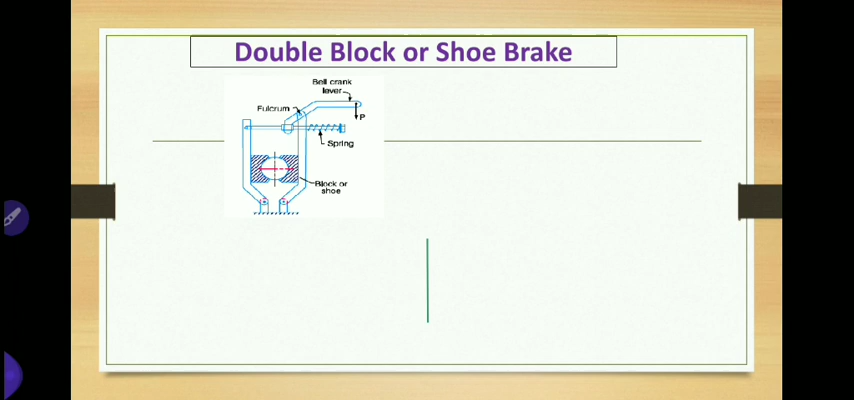 Double Block or Shoe Brake
Bell crank
lever
Fulcrum
P
Spring
Block or
shoe